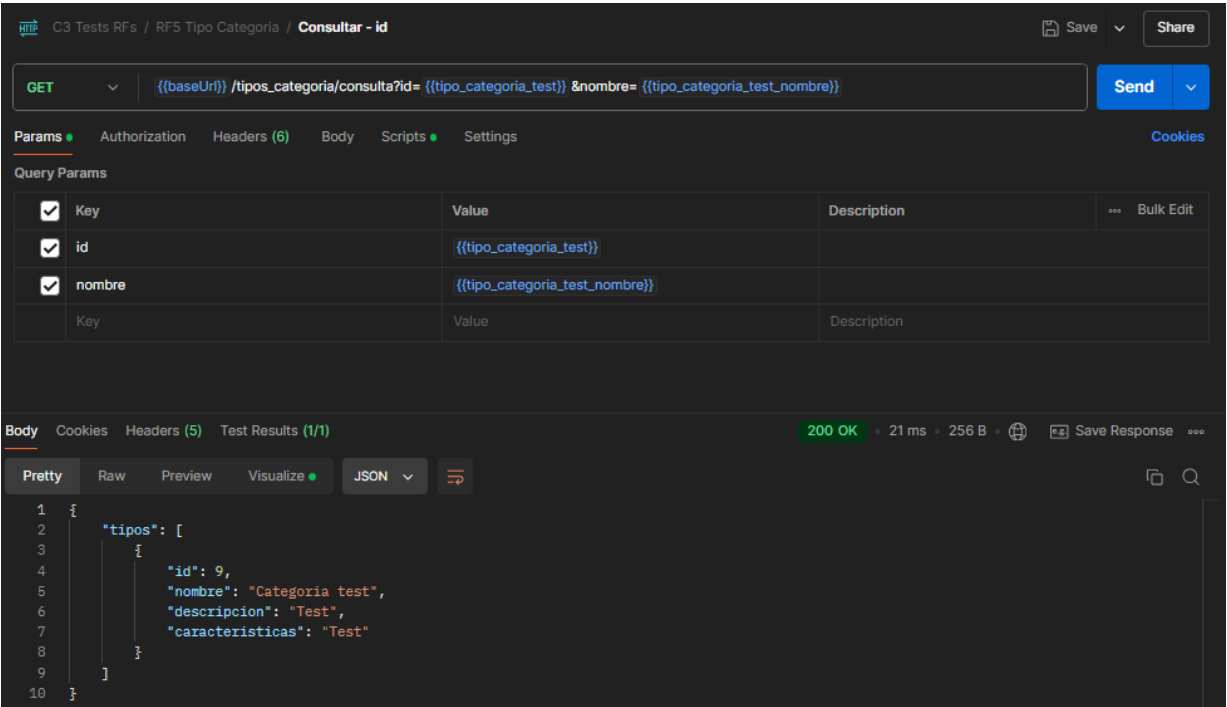 HTTP C3 Tests RFs / RF5 Tipo Categoria / Consultar - id Save Share
GET {{baseUrl}} /tipos_categoria/consulta?id= {{tipo_categoria_test}} &nombre= {{tipo_categoria_test_nombre}} Send
Params Authorization Headers (6) Body Scripts Settings Cookies
Query Params
Key Value Description Bulk Edit
id {{tipo_categoria_test}}
nombre {{tipo_categoria_test_nombre}}
Key Value Description
Body Cookies Headers (5) Test Results (1/1) 200 OK 21 ms 256 B e.g. Save Response
Pretty Raw Preview Visualize JSON
1 {
2 "tipos": [
3 {
4 "id": 9,
5 "nombre": "Categoria test",
6 "descripcion": "Test",
7 "caracteristicas": "Test"
8 }
9 ]
10 }